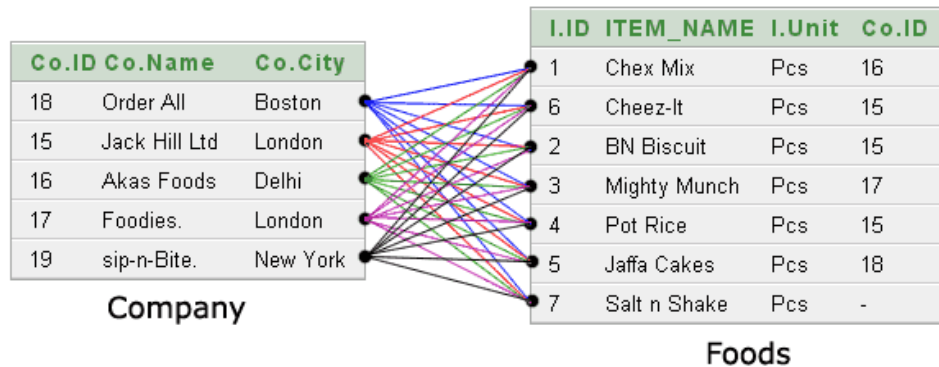 Co.ID Co.Name Co.City
18 Order All Boston
15 Jack Hill Ltd London
16 Akas Foods Delhi
17 Foodies. London
19 sip-n-Bite. New York
Company
I.ID ITEM_NAME I.Unit Co.ID
1 Chex Mix Pcs 16
6 Cheez-It Pcs 15
2 BN Biscuit Pcs 15
3 Mighty Munch Pcs 17
4 Pot Rice Pcs 15
5 Jaffa Cakes Pcs 18
7 Salt n Shake Pcs -
Foods